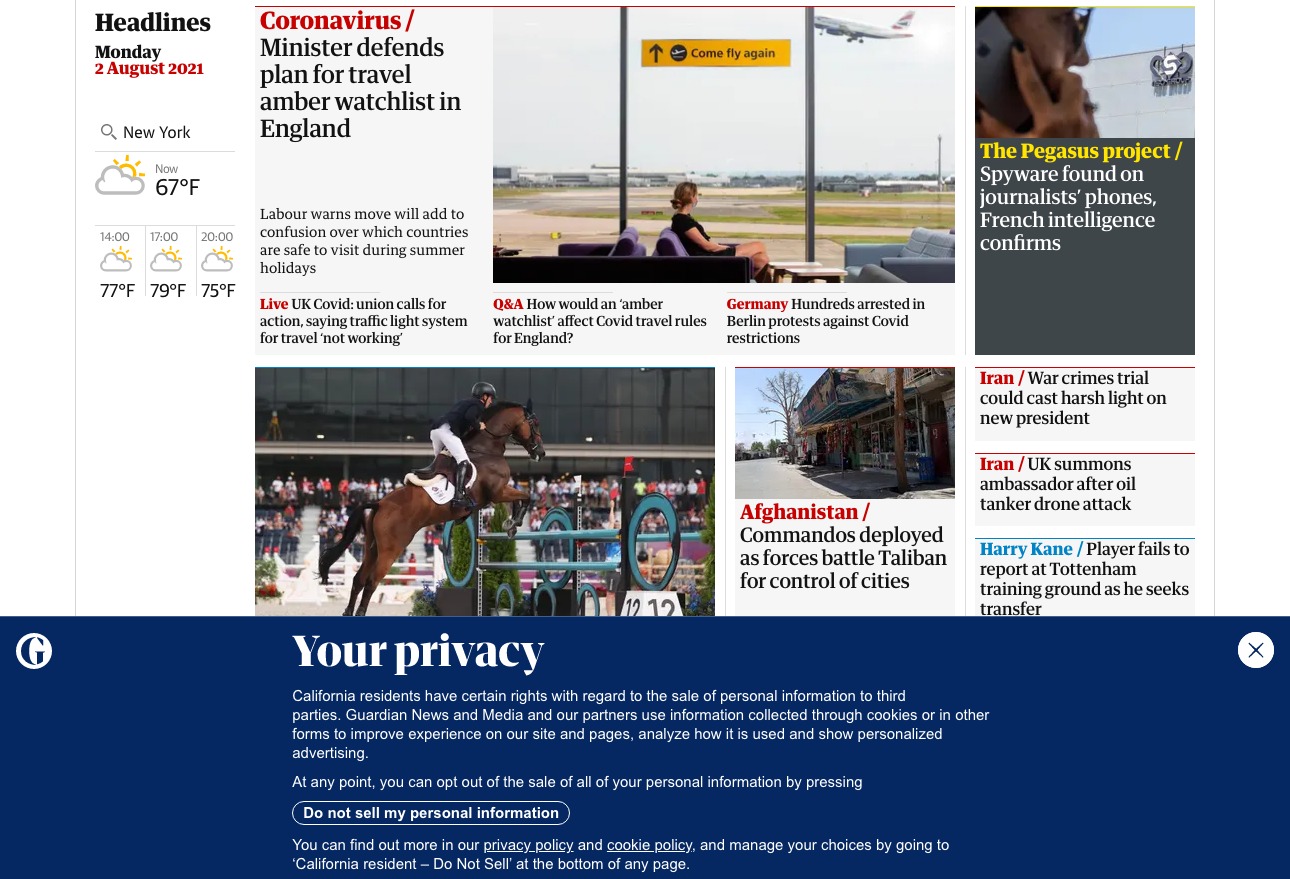 Headlines
Monday
2 August 2021
New York
Now
67°F
14:00
17:00
20:00
77°F
79°F
75°F
Coronavirus /
Minister defends
plan for travel
amber watchlist in
England
Labour warns move will add to
confusion over which countries
are safe to visit during summer
holidays
Come fly again
Live UK Covid: union calls for
action, saying traffic light system
for travel ‘not working’
Q&A How would an ‘amber
watchlist’ affect Covid travel rules
for England?
Germany Hundreds arrested in
Berlin protests against Covid
restrictions
The Pegasus project /
Spyware found on
journalists’ phones,
French intelligence
confirms
12 12
Afghanistan /
Commandos deployed
as forces battle Taliban
for control of cities
Iran / War crimes trial
could cast harsh light on
new president
Iran / UK summons
ambassador after oil
tanker drone attack
Harry Kane / Player fails to
report at Tottenham
training ground as he seeks
transfer
G
Your privacy
California residents have certain rights with regard to the sale of personal information to third
parties. Guardian News and Media and our partners use information collected through cookies or in other
forms to improve experience on our site and pages, analyze how it is used and show personalized
advertising.
At any point, you can opt out of the sale of all of your personal information by pressing
Do not sell my personal information
You can find out more in our privacy policy and cookie policy, and manage your choices by going to
‘California resident – Do Not Sell’ at the bottom of any page.